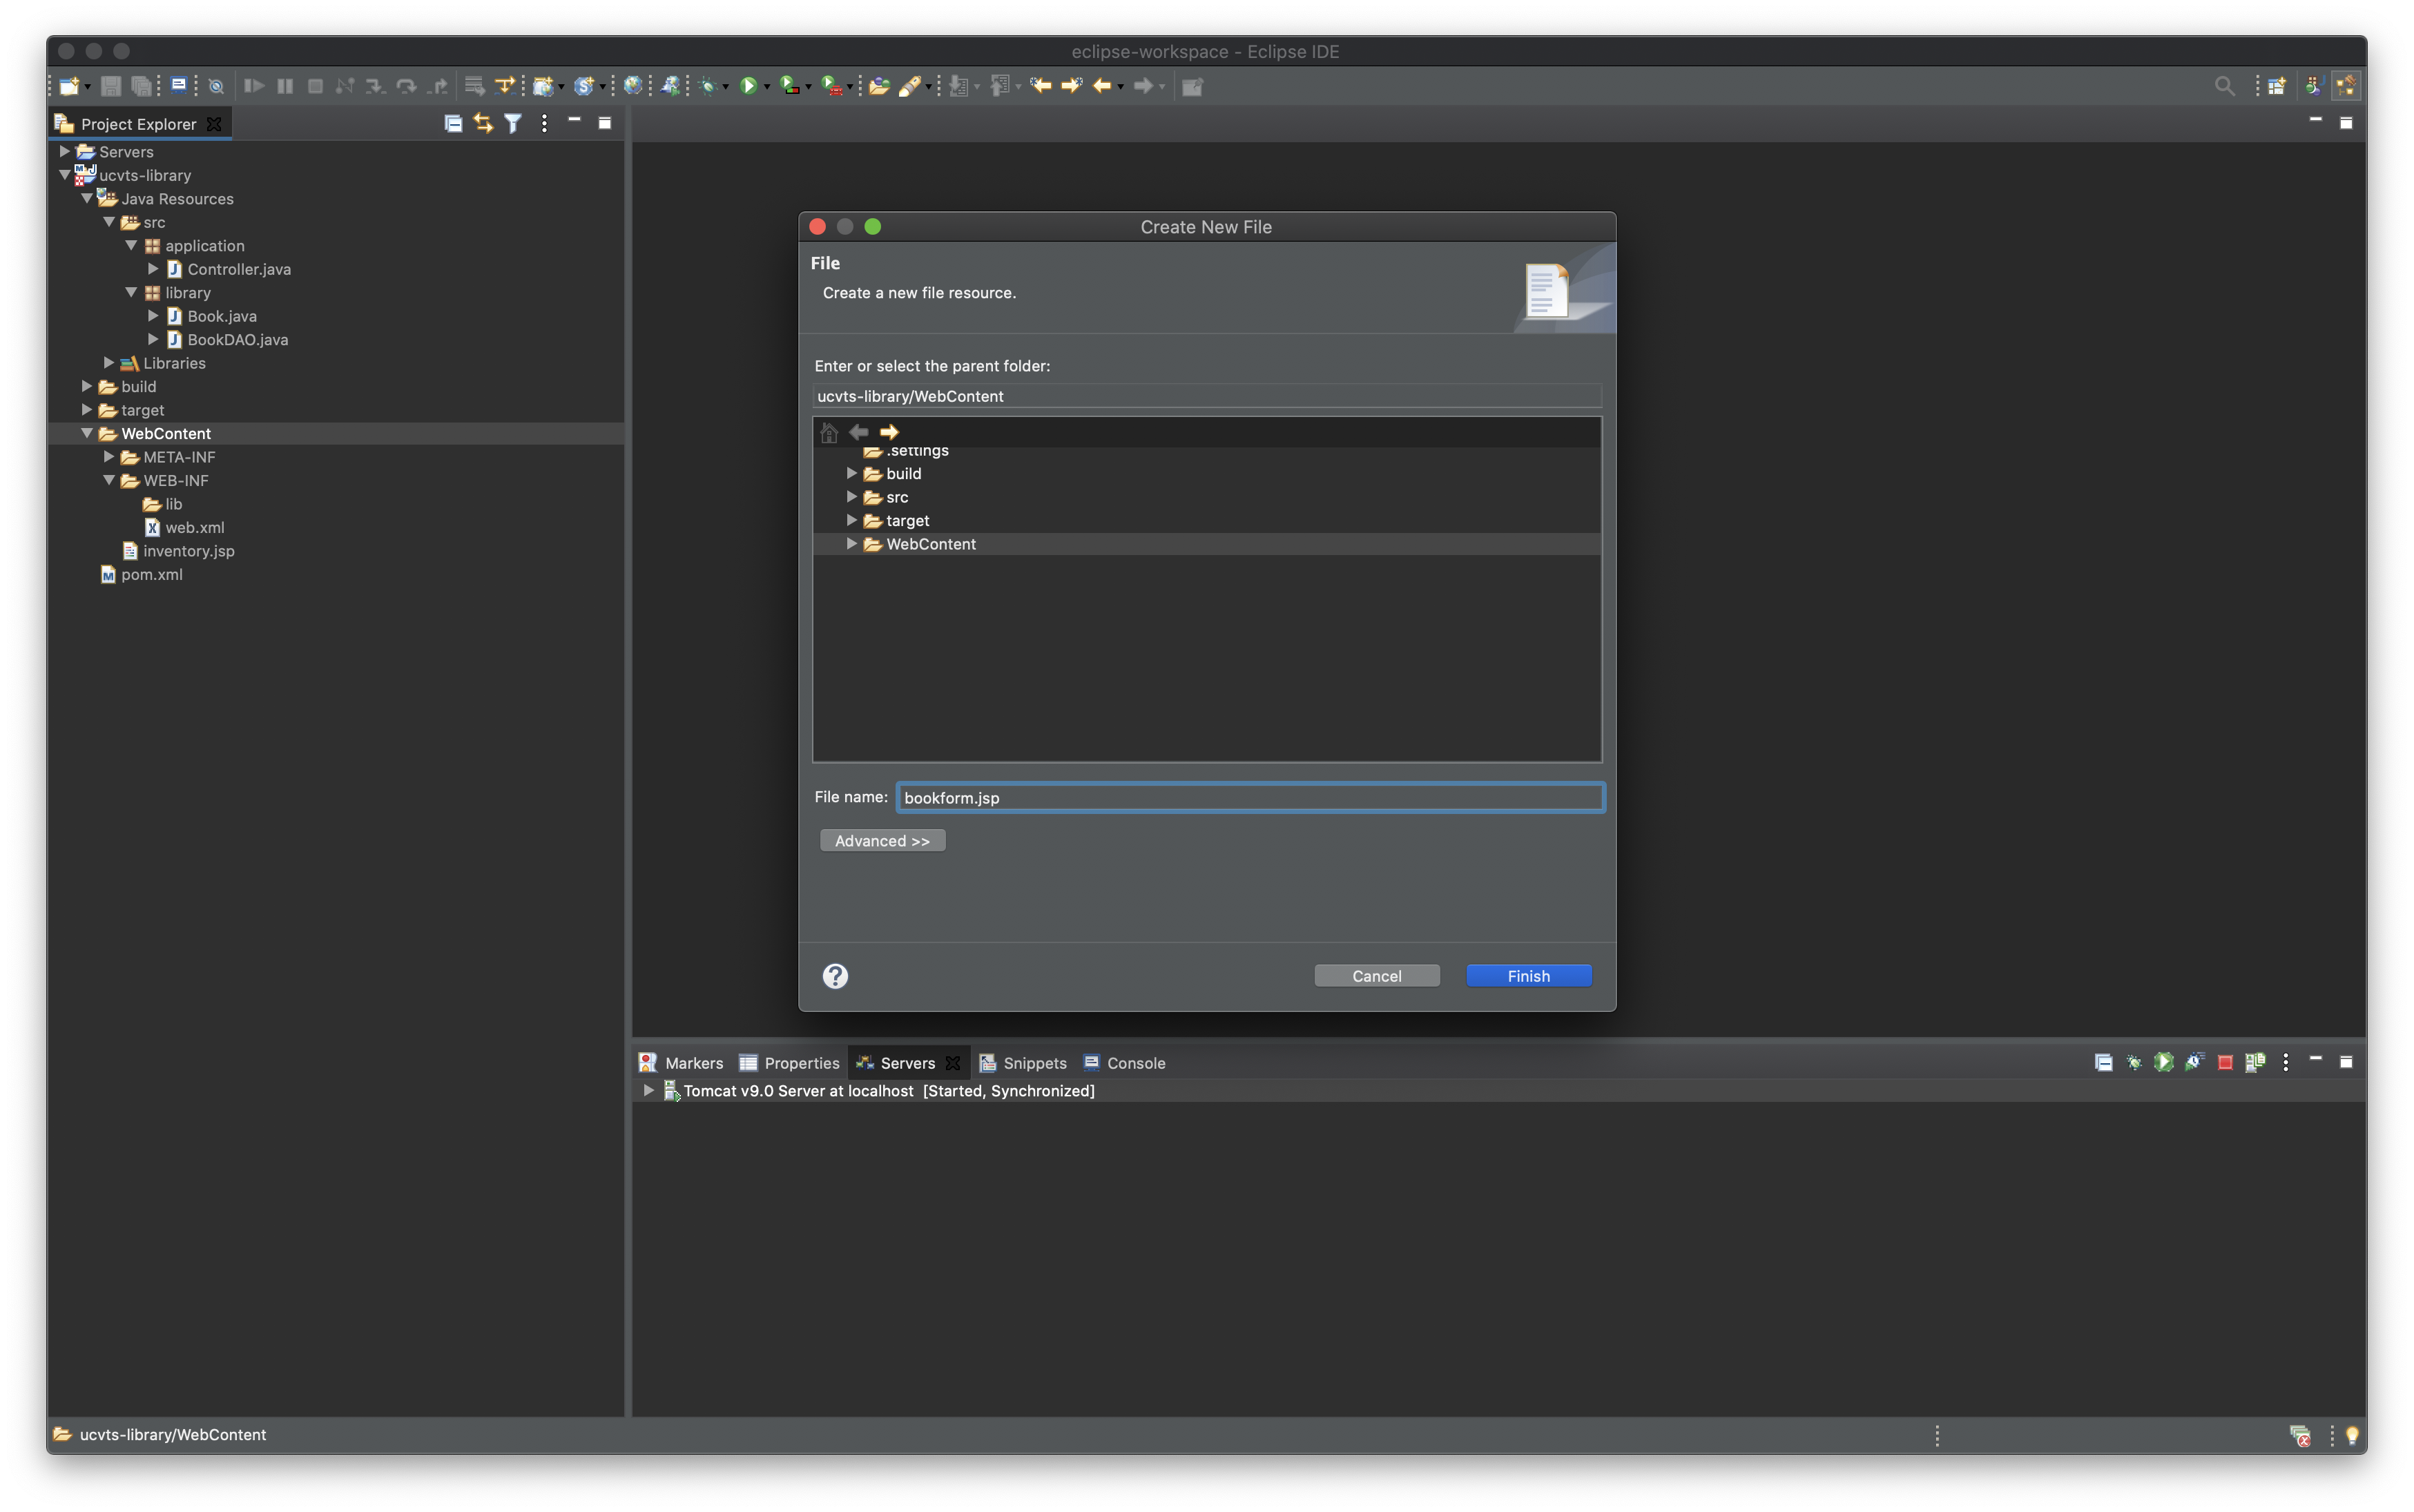 eclipse-workspace - Eclipse IDE
Project Explorer
Servers
ucvts-library
Java Resources
src
application
Controller.java
library
Book.java
BookDAO.java
Libraries
build
target
WebContent
META-INF
WEB-INF
lib
web.xml
inventory.jsp
pom.xml
Create New File
File
Create a new file resource.
Enter or select the parent folder:
ucvts-library/WebContent
.settings
build
src
target
WebContent
File name: bookform.jsp
Advanced >>
?
Cancel Finish
Markers Properties Servers Snippets Console
Tomcat v9.0 Server at localhost [Started, Synchronized]
ucvts-library/WebContent